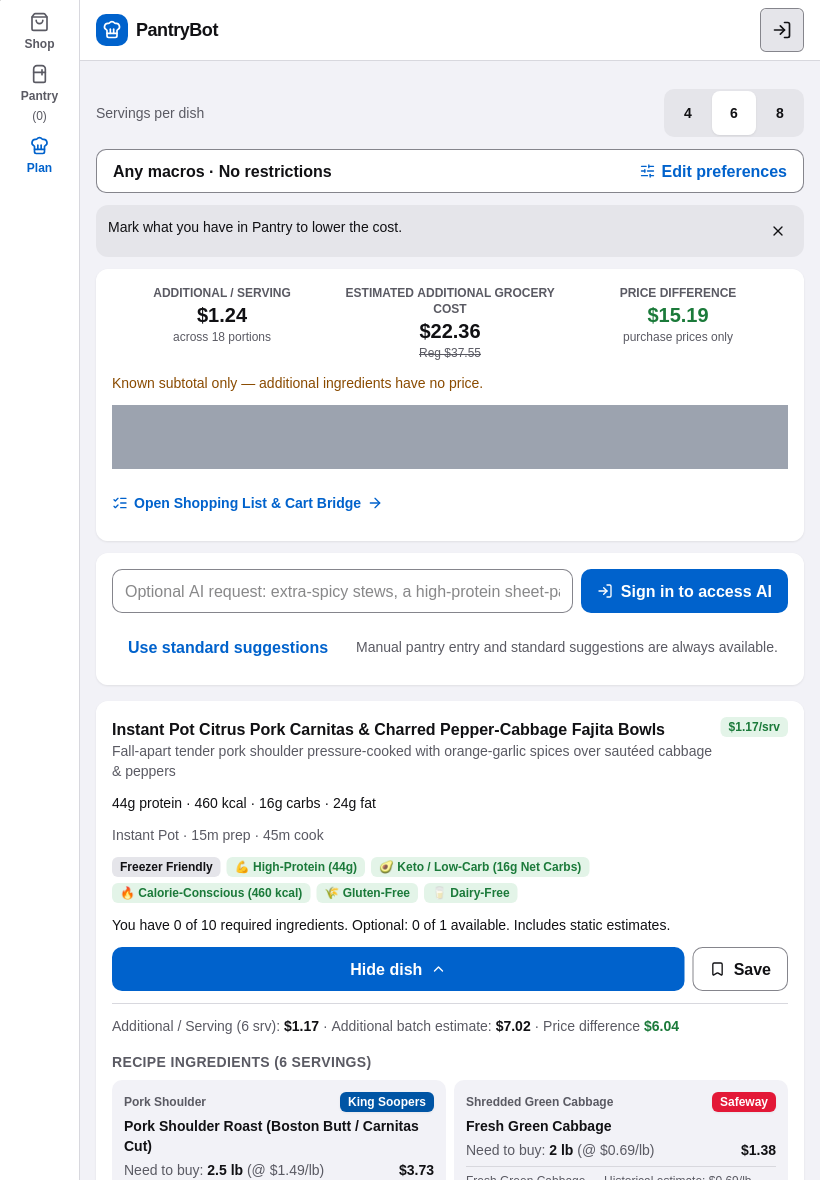 Shop
Pantry
(0)
Plan
PantryBot
Servings per dish
4 6 8
Any macros · No restrictions
Edit preferences
Mark what you have in Pantry to lower the cost.
ADDITIONAL / SERVING
$1.24
across 18 portions
ESTIMATED ADDITIONAL GROCERY
COST
$22.36
Reg $37.55
PRICE DIFFERENCE
$15.19
purchase prices only
Known subtotal only — additional ingredients have no price.
Open Shopping List & Cart Bridge
Optional AI request: extra-spicy stews, a high-protein sheet-pa
Sign in to access AI
Use standard suggestions
Manual pantry entry and standard suggestions are always available.
Instant Pot Citrus Pork Carnitas & Charred Pepper-Cabbage Fajita Bowls
$1.17/srv
Fall-apart tender pork shoulder pressure-cooked with orange-garlic spices over sautéed cabbage
& peppers
44g protein · 460 kcal · 16g carbs · 24g fat
Instant Pot · 15m prep · 45m cook
Freezer Friendly
💪 High-Protein (44g)
🥑 Keto / Low-Carb (16g Net Carbs)
🔥 Calorie-Conscious (460 kcal)
🌾 Gluten-Free
🥛 Dairy-Free
You have 0 of 10 required ingredients. Optional: 0 of 1 available. Includes static estimates.
Hide dish
Save
Additional / Serving (6 srv): $1.17 · Additional batch estimate: $7.02 · Price difference $6.04
RECIPE INGREDIENTS (6 SERVINGS)
Pork Shoulder
King Soopers
Pork Shoulder Roast (Boston Butt / Carnitas
Cut)
Need to buy: 2.5 lb (@ $1.49/lb)
$3.73
Shredded Green Cabbage
Safeway
Fresh Green Cabbage
Need to buy: 2 lb (@ $0.69/lb)
$1.38
Fresh Green Cabbage — Historical estimate: $0.69/lb